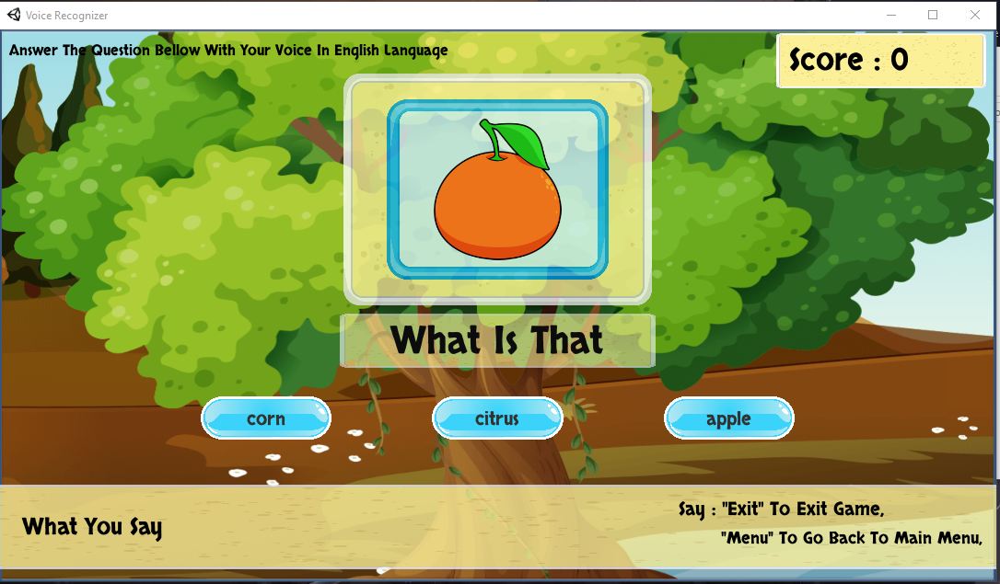 Voice Recognizer
Answer The Question Bellow With Your Voice In English Language
Score : 0
What Is That
corn
citrus
apple
What You Say
Say : "Exit" To Exit Game,
"Menu" To Go Back To Main Menu,